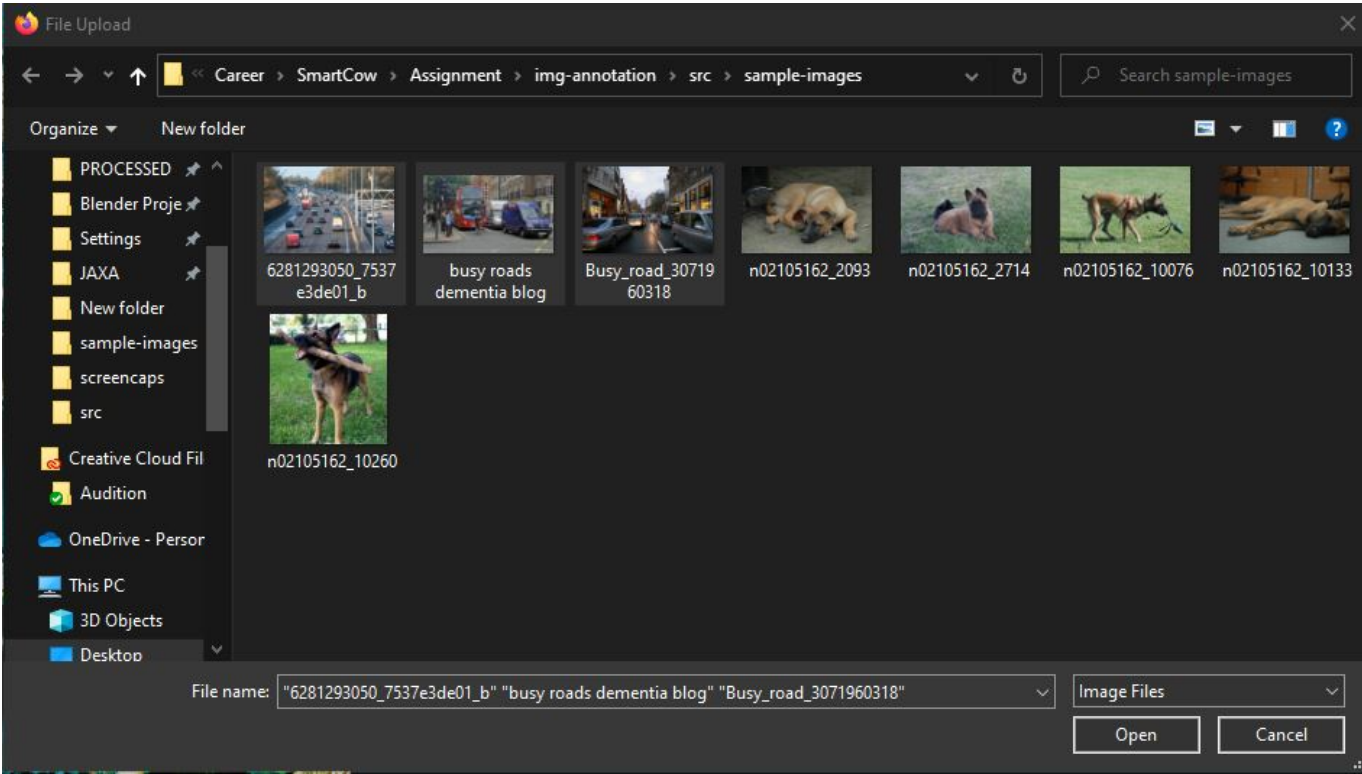 File Upload
« Career › SmartCow › Assignment › img-annotation › src › sample-images
Search sample-images
Organize
New folder
PROCESSED
Blender Proje
Settings
JAXA
New folder
sample-images
screencaps
src
Creative Cloud Fil
Audition
OneDrive - Person
This PC
3D Objects
Desktop
6281293050_7537
e3de01_b
busy roads
dementia blog
Busy_road_30719
60318
n02105162_2093
n02105162_2714
n02105162_10076
n02105162_10133
n02105162_10260
File name: "6281293050_7537e3de01_b" "busy roads dementia blog" "Busy_road_3071960318"
Image Files
Open
Cancel